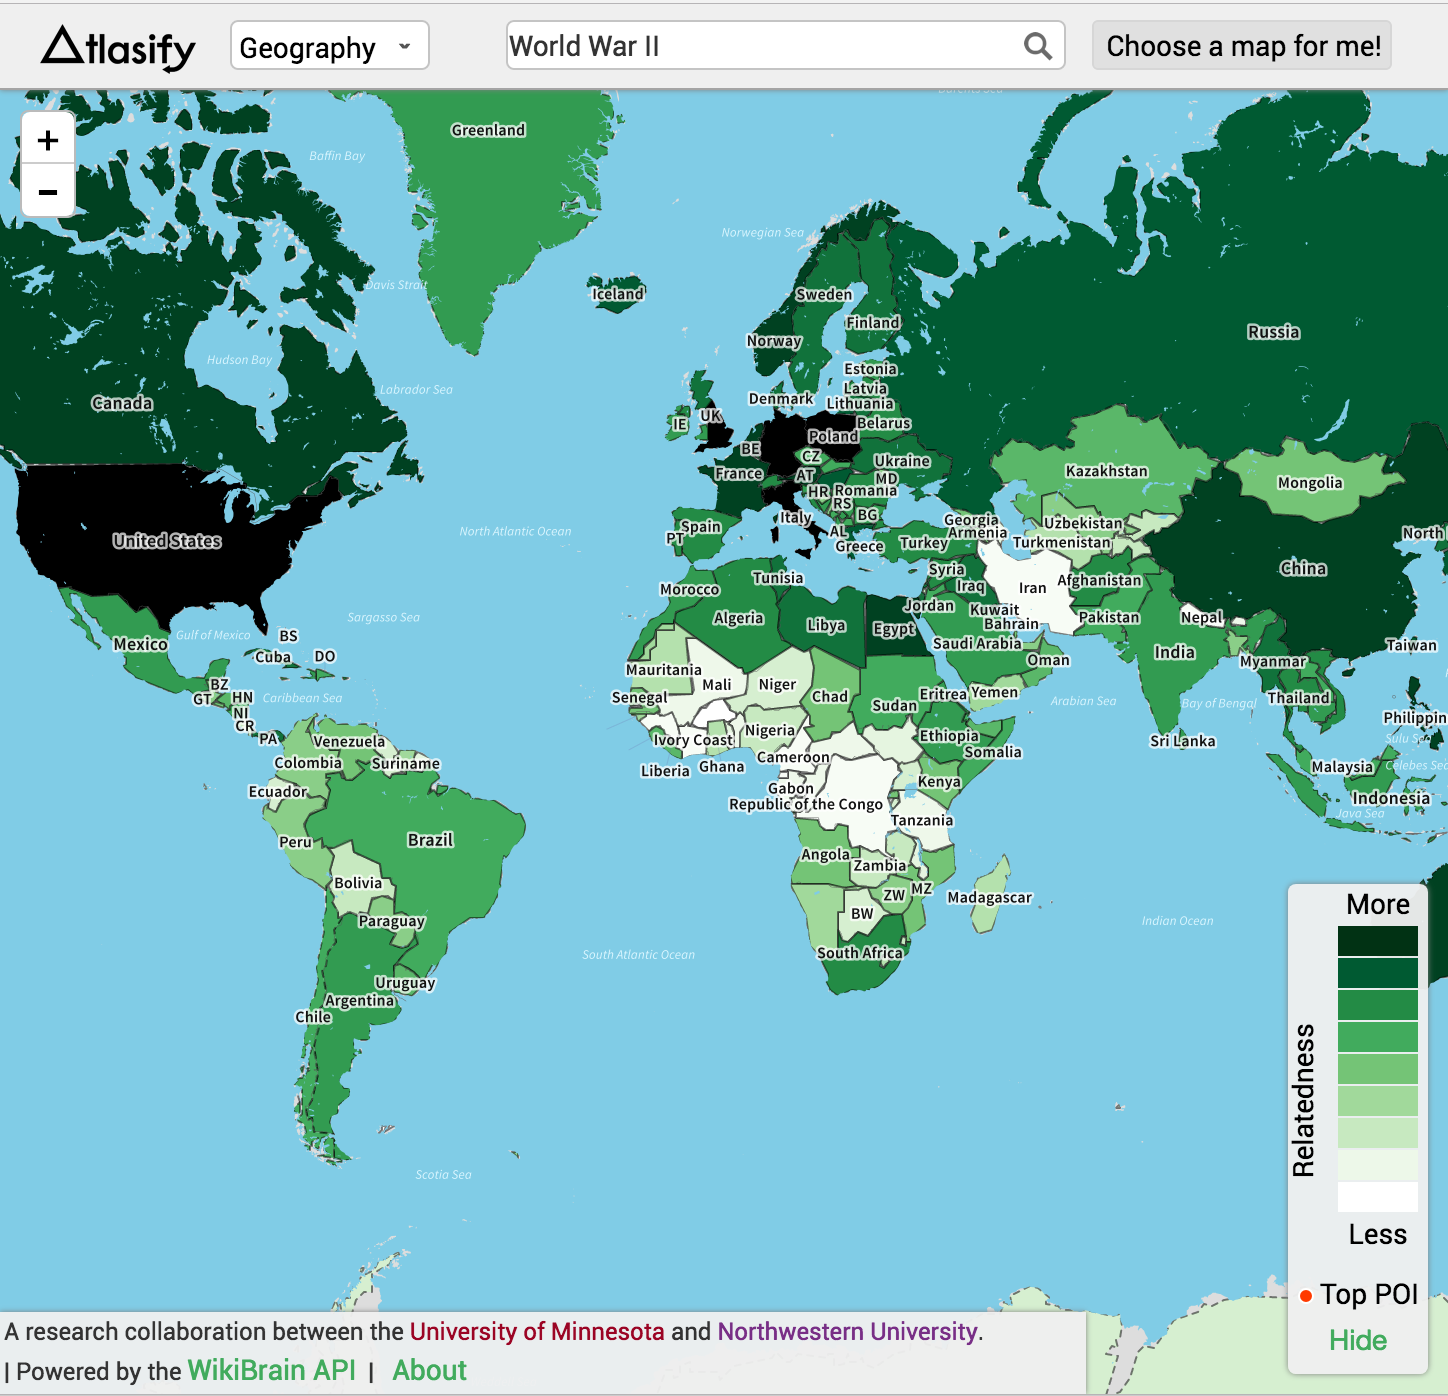 Atlasify
Geography
World War II
Choose a map for me!
+
−
Greenland
Baffin Bay
Barents Sea
Norwegian Sea
Davis Strait
Iceland
Sweden
Finland
Russia
Norway
Hudson Bay
Labrador Sea
Canada
Estonia
Latvia
Lithuania
Denmark
IE
UK
Belarus
Poland
BE
CZ
Ukraine
France
AT
MD
HR
Romania
RS
Kazakhstan
Mongolia
BG
Italy
Spain
PT
AL
Greece
Turkey
Georgia
Armenia
Uzbekistan
Turkmenistan
United States
North Atlantic Ocean
North
China
Tunisia
Syria
Iraq
Iran
Afghanistan
Morocco
Algeria
Libya
Egypt
Jordan
Kuwait
Bahrain
Pakistan
Nepal
Sargasso Sea
Gulf of Mexico
BS
Mexico
Cuba
DO
Saudi Arabia
Oman
India
Myanmar
Taiwan
BZ
GT
HN
Caribbean Sea
NI
CR
PA
Mauritania
Mali
Niger
Chad
Senegal
Sudan
Eritrea
Yemen
Arabian Sea
Bay of Bengal
Thailand
Philippin
Venezuela
Colombia
Suriname
Nigeria
Ivory Coast
Cameroon
Ethiopia
Somalia
Sri Lanka
Sulu Sea
Liberia
Ghana
Malaysia
Celebes Sea
Ecuador
Gabon
Republic of the Congo
Kenya
Indonesia
Java Sea
Tanzania
Peru
Brazil
Angola
Zambia
Bolivia
ZW
MZ
Madagascar
BW
Paraguay
Indian Ocean
South Atlantic Ocean
South Africa
Uruguay
Argentina
Chile
Scotia Sea
More
Relatedness
Less
Top POI
Hide
A research collaboration between the University of Minnesota and Northwestern University.
| Powered by the WikiBrain API | About